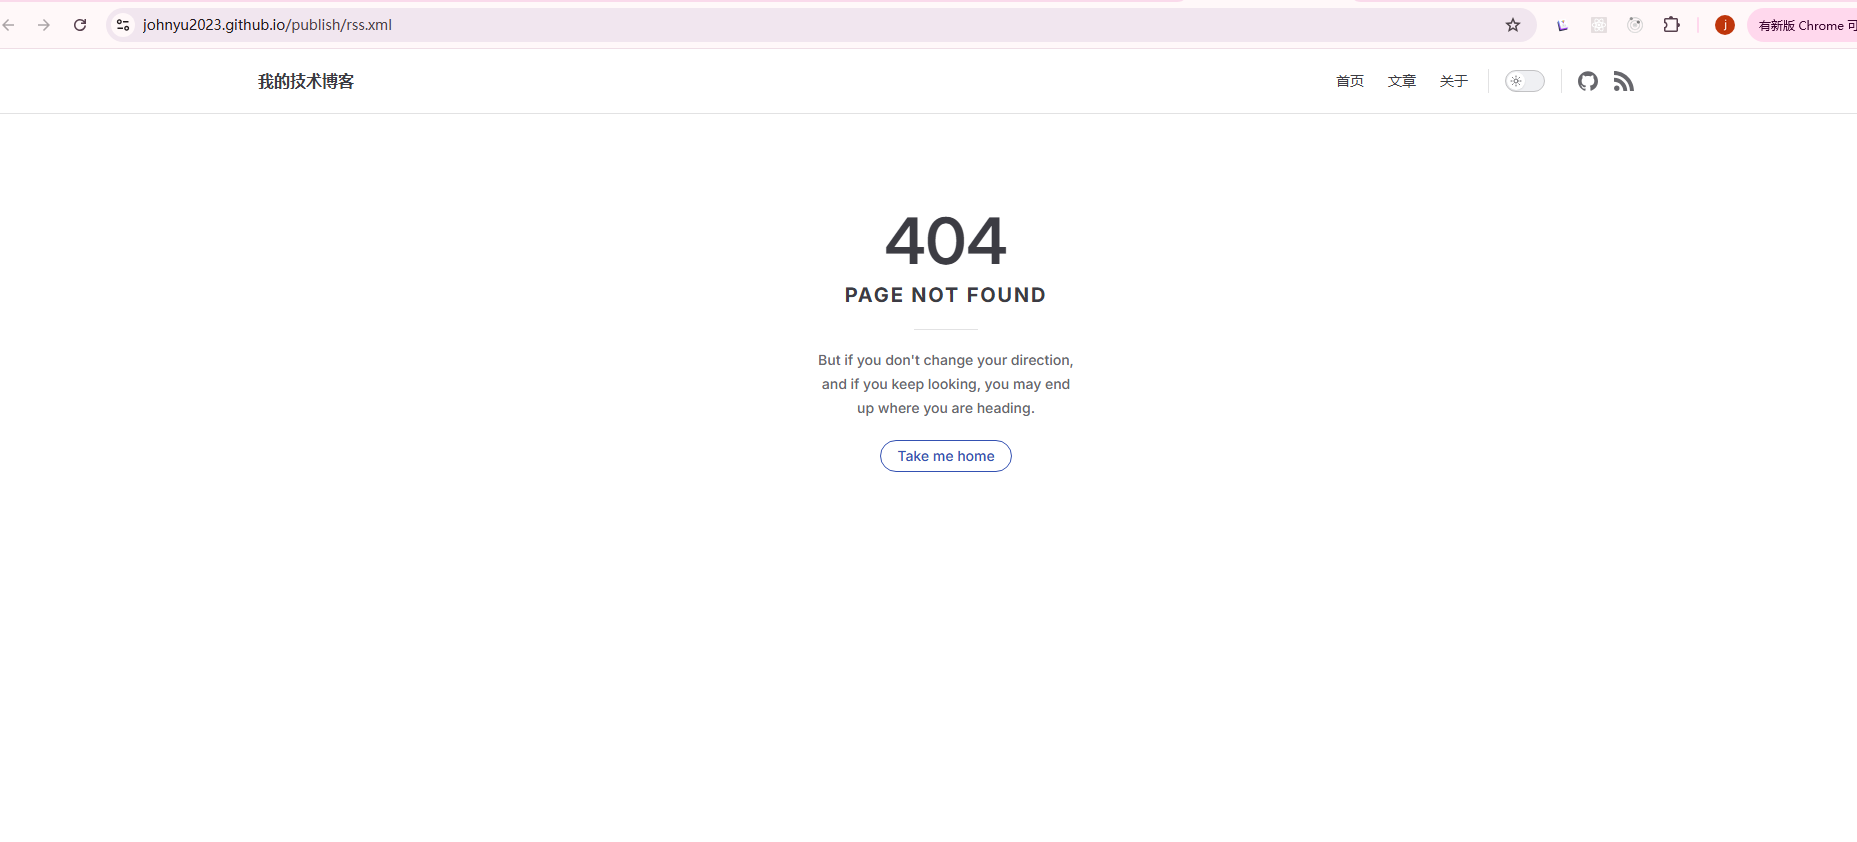 johnyu2023.github.io/publish/rss.xml
j
有新版 Chrome 可
我的技术博客
首页
文章
关于
404
PAGE NOT FOUND
But if you don't change your direction,
and if you keep looking, you may end
up where you are heading.
Take me home